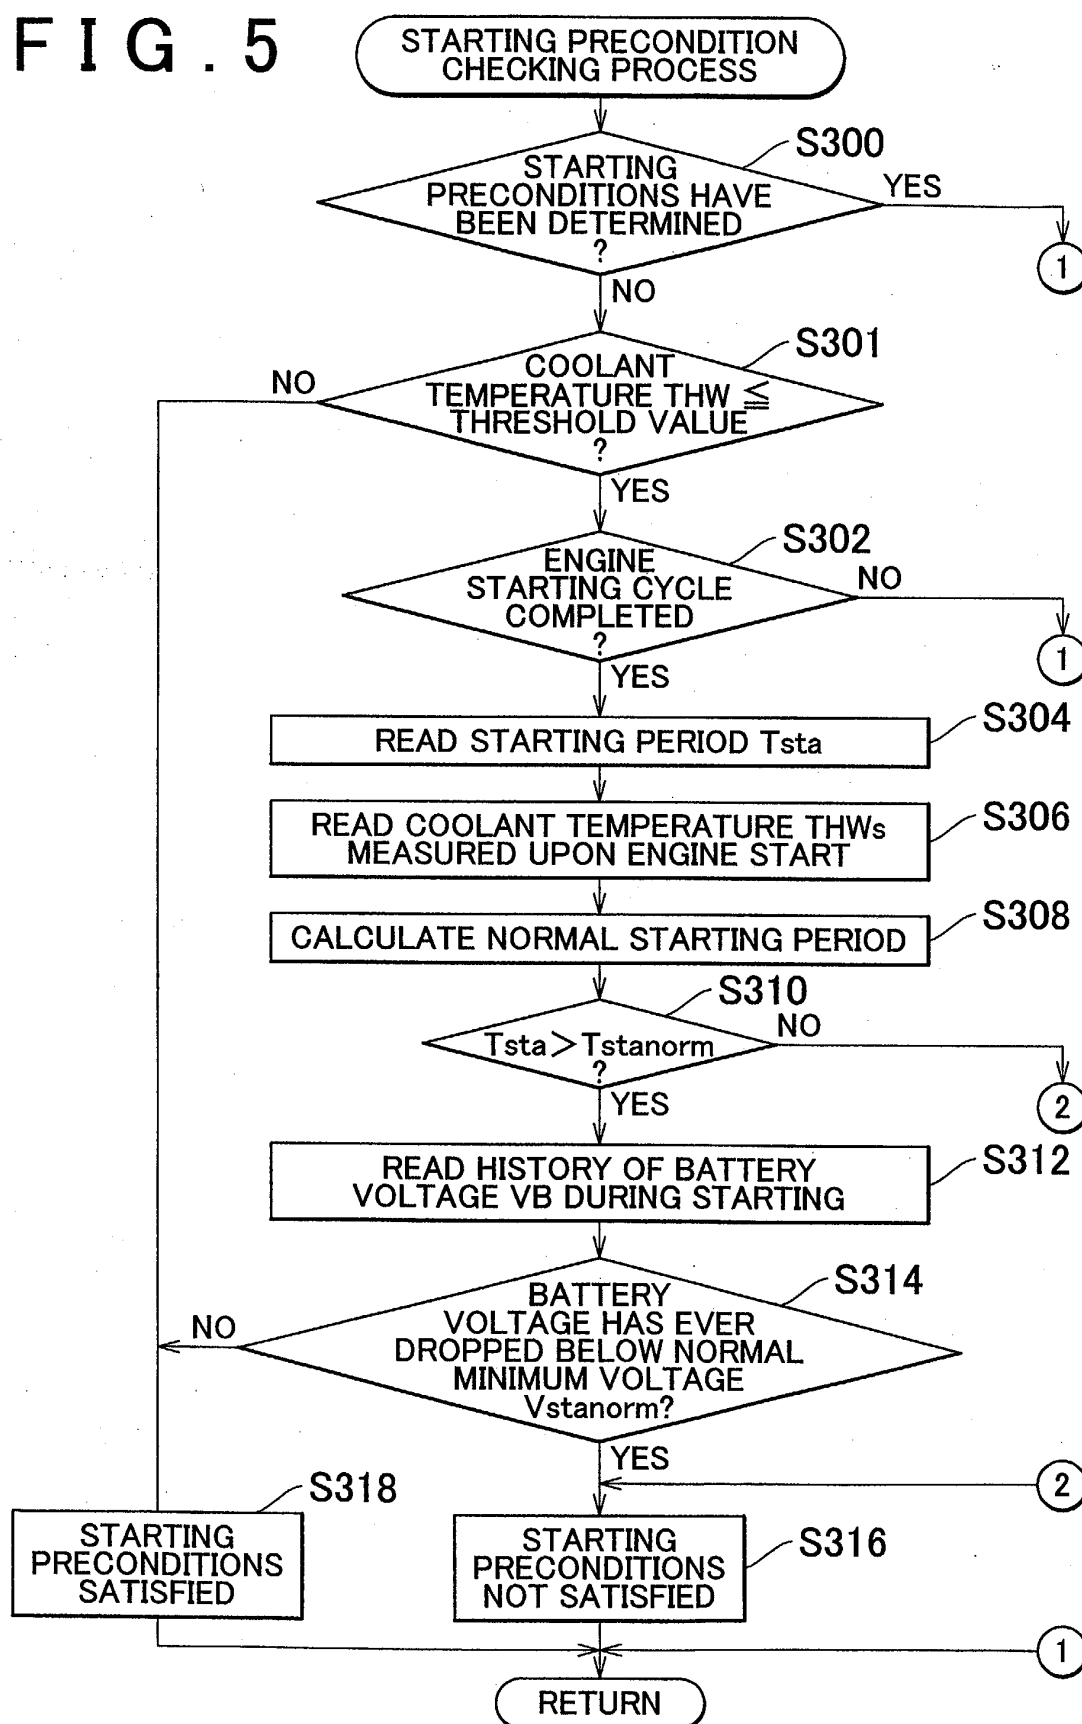 FIG. 5
STARTING PRECONDITION
CHECKING PROCESS
S300
STARTING
PRECONDITIONS HAVE
BEEN DETERMINED
?
YES
1
NO
S301
COOLANT
TEMPERATURE THW ≦
THRESHOLD VALUE
?
NO
YES
S302
ENGINE
STARTING CYCLE
COMPLETED
?
NO
1
YES
S304
READ STARTING PERIOD Tsta
S306
READ COOLANT TEMPERATURE THWs
MEASURED UPON ENGINE START
S308
CALCULATE NORMAL STARTING PERIOD
S310
Tsta > Tstanorm
?
NO
2
YES
S312
READ HISTORY OF BATTERY
VOLTAGE VB DURING STARTING
S314
BATTERY
VOLTAGE HAS EVER
DROPPED BELOW NORMAL
MINIMUM VOLTAGE
Vstanorm?
NO
YES
2
S318
STARTING
PRECONDITIONS
SATISFIED
S316
STARTING
PRECONDITIONS
NOT SATISFIED
1
RETURN